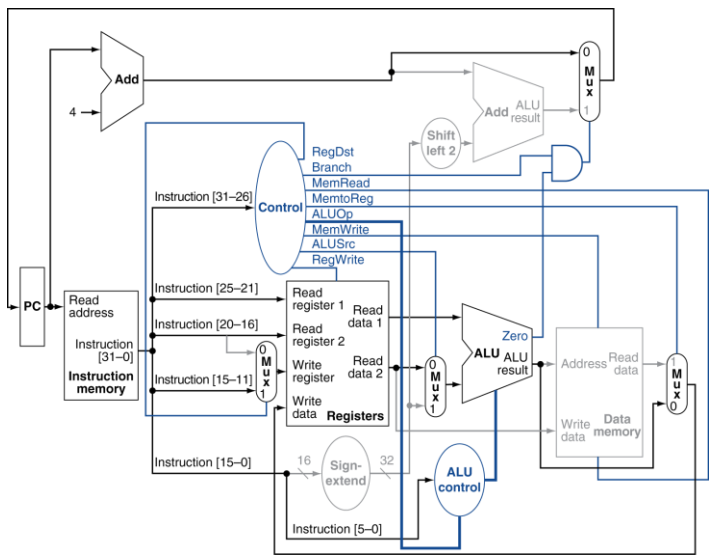 0
M
u
x
1
Add
4
Add
ALU
result
Shift
left 2
RegDst
Branch
MemRead
MemtoReg
ALUOp
MemWrite
ALUSrc
RegWrite
Control
Instruction [31–26]
PC
Read
address
Instruction
[31–0]
Instruction
memory
Instruction [25–21]
Instruction [20–16]
Instruction [15–11]
0
M
u
x
1
Read
register 1
Read
register 2
Write
register
Write
data
Read
data 1
Read
data 2
Registers
0
M
u
x
1
Zero
ALU
ALU
result
Address
Read
data
Write
data
Data
memory
1
M
u
x
0
Instruction [15–0]
16
Sign-
extend
32
ALU
control
Instruction [5–0]